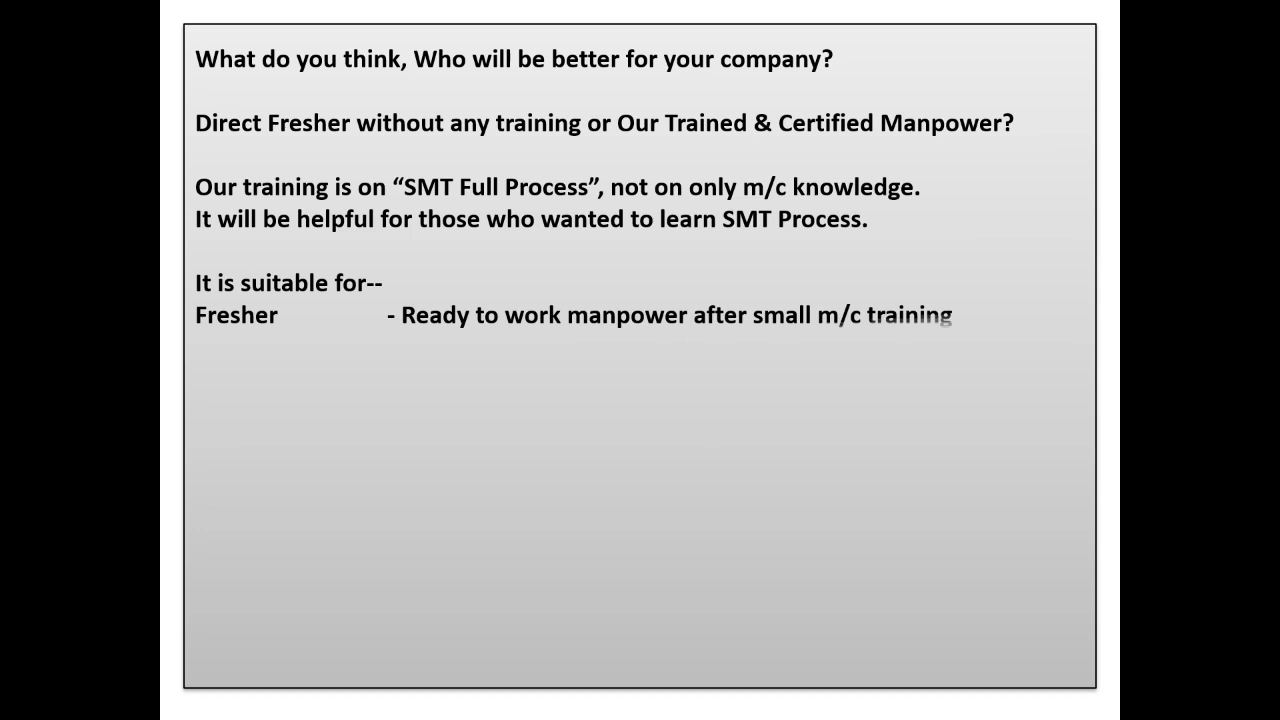 What do you think, Who will be better for your company?
Direct Fresher without any training or Our Trained & Certified Manpower?
Our training is on “SMT Full Process”, not on only m/c knowledge.
It will be helpful for those who wanted to learn SMT Process.
It is suitable for--
Fresher - Ready to work manpower after small m/c training